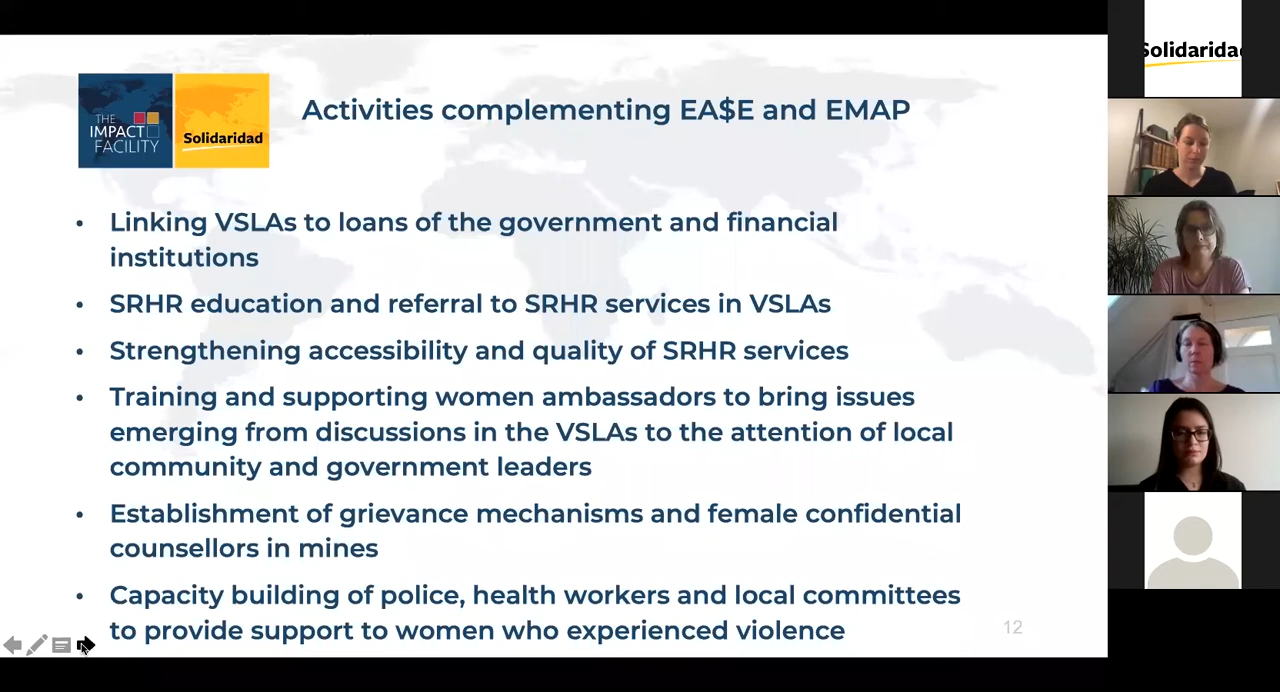 THE
IMPACT
FACILITY
Solidaridad
Activities complementing EA$E and EMAP
• Linking VSLAs to loans of the government and financial
institutions
• SRHR education and referral to SRHR services in VSLAs
• Strengthening accessibility and quality of SRHR services
• Training and supporting women ambassadors to bring issues
emerging from discussions in the VSLAs to the attention of local
community and government leaders
• Establishment of grievance mechanisms and female confidential
counsellors in mines
• Capacity building of police, health workers and local committees
to provide support to women who experienced violence
12
Solidaridad